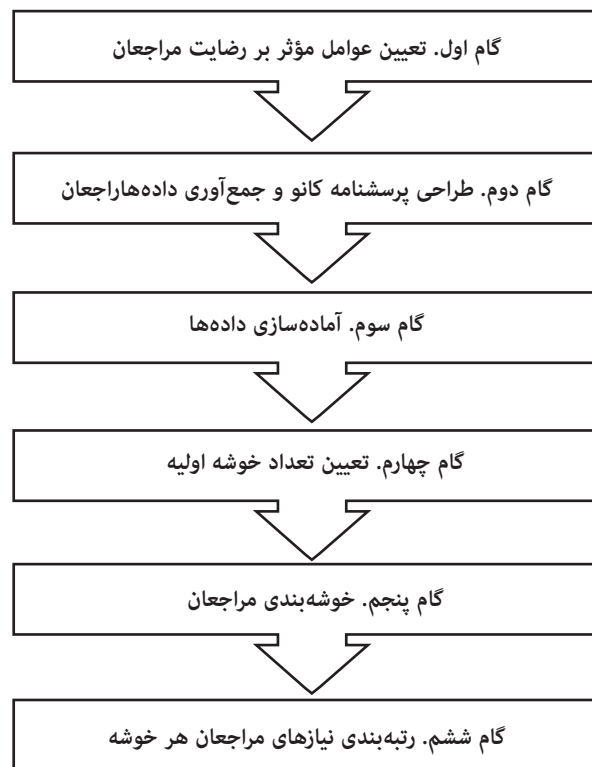 گام اول. تعیین عوامل مؤثر بر رضایت مراجعان
گام دوم. طراحی پرسشنامه کانو و جمع‌آوری داده‌هاراجعان
گام سوم. آماده‌سازی داده‌ها
گام چهارم. تعیین تعداد خوشه اولیه
گام پنجم. خوشه‌بندی مراجعان
گام ششم. رتبه‌بندی نیازهای مراجعان هر خوشه